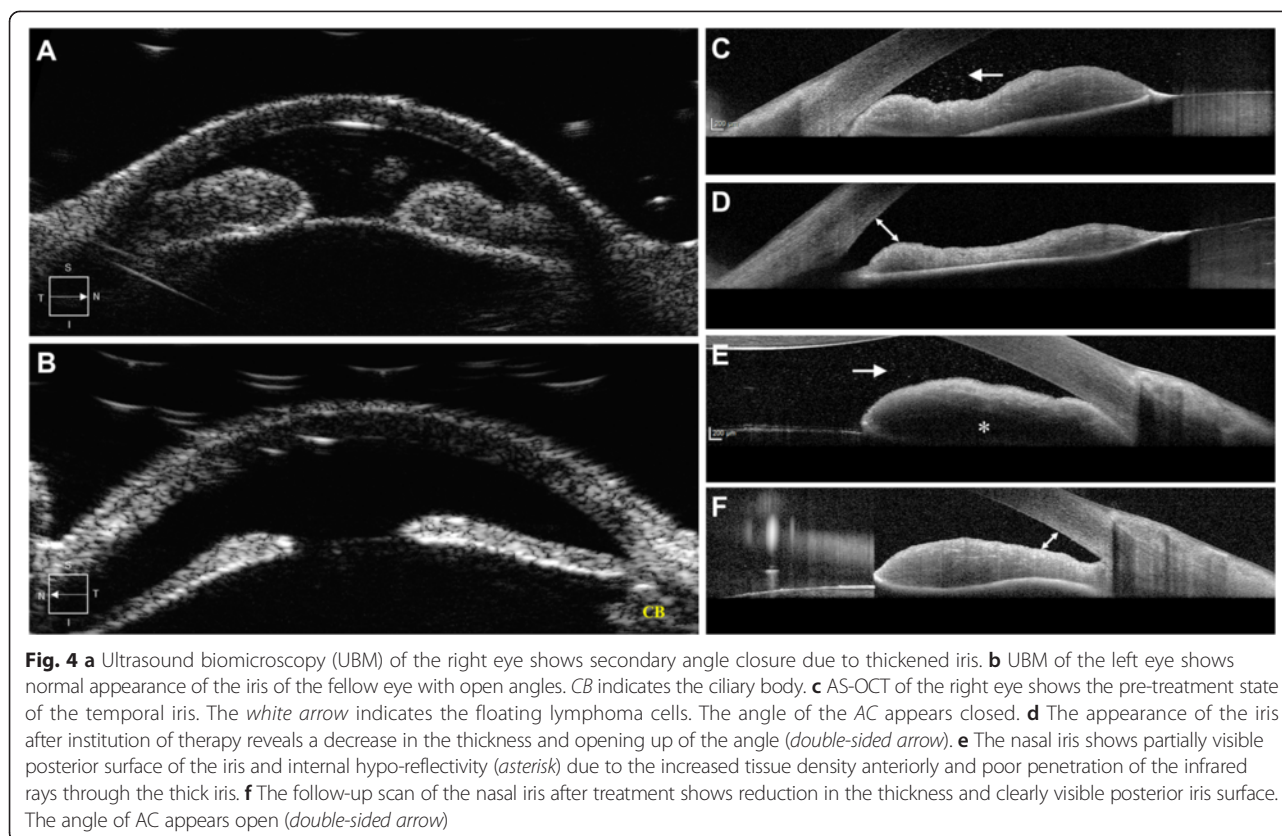 A
S
T N
I
B
S
N T
I
CB
C
200 µm
D
E
*
200 µm
F
Fig. 4 a Ultrasound biomicroscopy (UBM) of the right eye shows secondary angle closure due to thickened iris. b UBM of the left eye shows
normal appearance of the iris of the fellow eye with open angles. CB indicates the ciliary body. c AS-OCT of the right eye shows the pre-treatment state
of the temporal iris. The white arrow indicates the floating lymphoma cells. The angle of the AC appears closed. d The appearance of the iris
after institution of therapy reveals a decrease in the thickness and opening up of the angle (double-sided arrow). e The nasal iris shows partially visible
posterior surface of the iris and internal hypo-reflectivity (asterisk) due to the increased tissue density anteriorly and poor penetration of the infrared
rays through the thick iris. f The follow-up scan of the nasal iris after treatment shows reduction in the thickness and clearly visible posterior iris surface.
The angle of AC appears open (double-sided arrow)